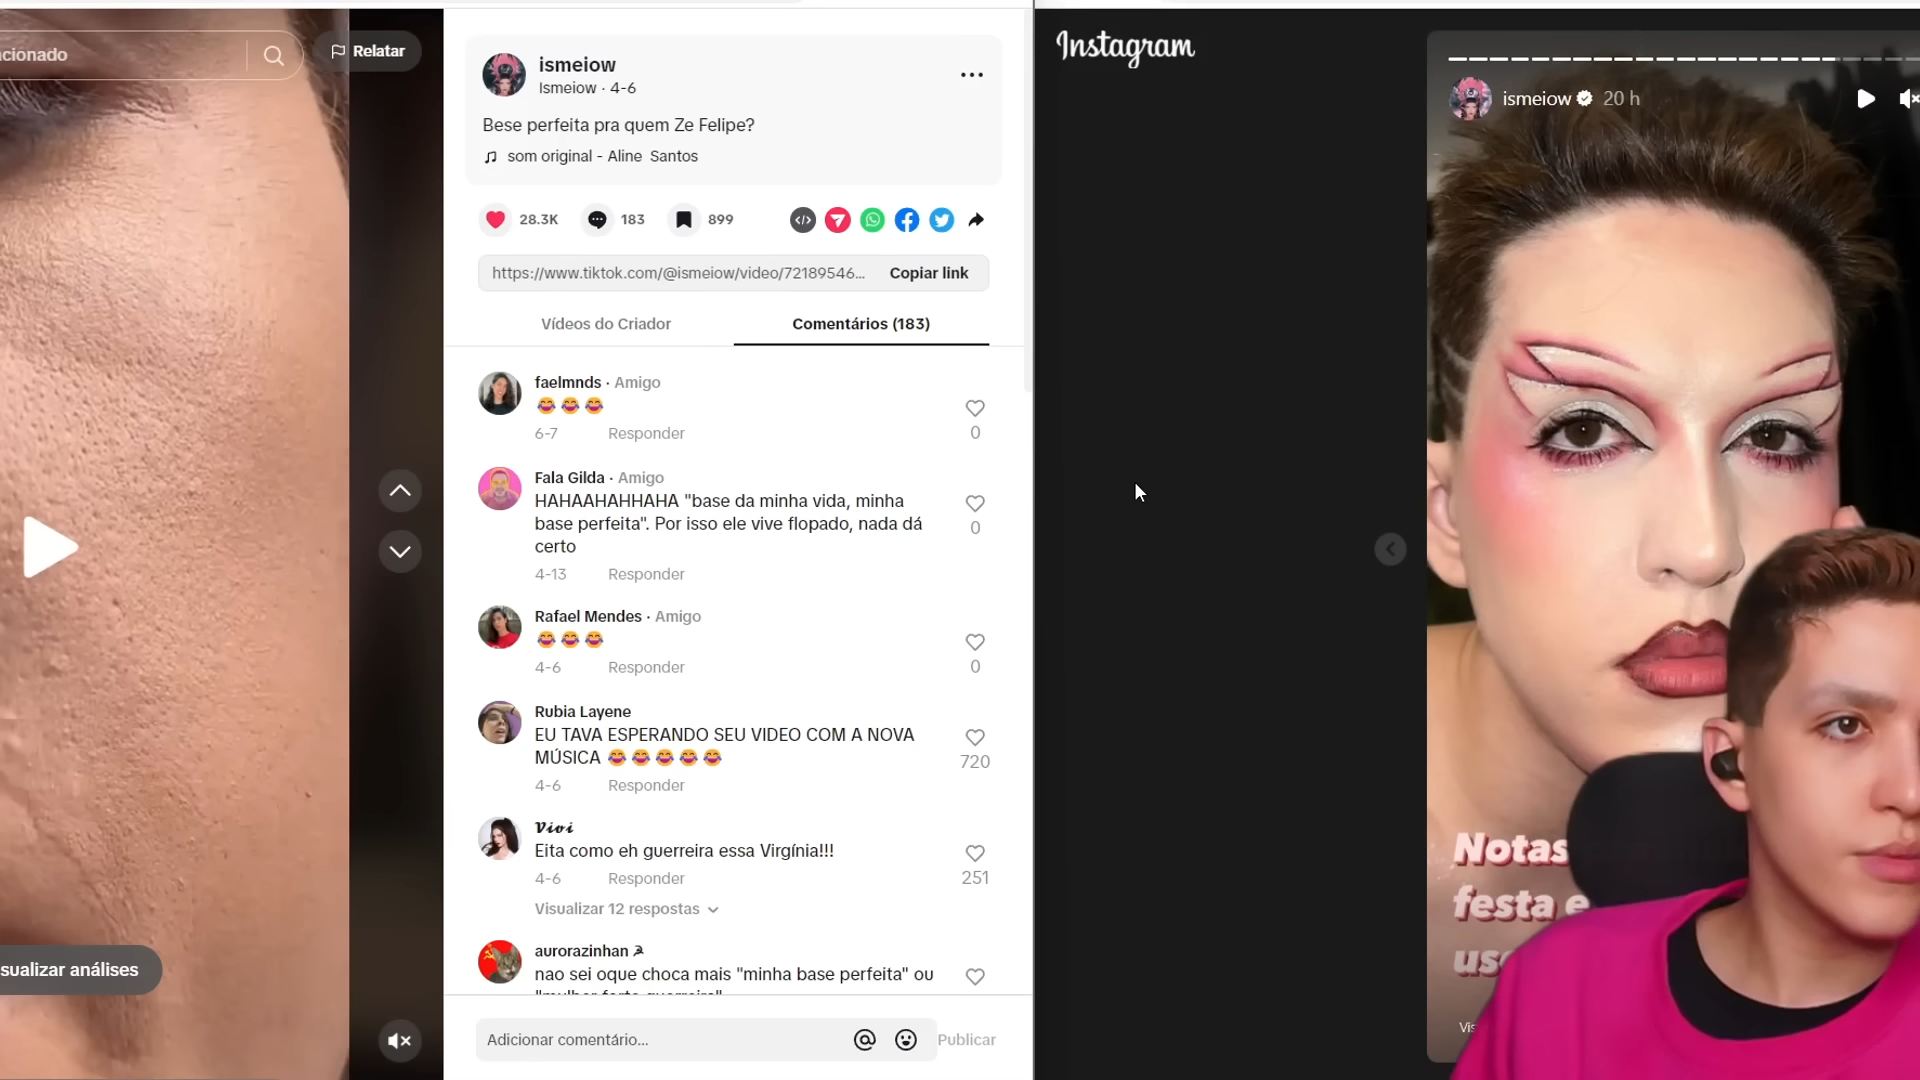 cionado
Relatar
sualizar análises
ismeiow
Ismeiow · 4-6
Bese perfeita pra quem Ze Felipe?
som original - Aline Santos
28.3K
183
899
https://www.tiktok.com/@ismeiow/video/72189546...
Copiar link
Vídeos do Criador
Comentários (183)
faelmnds · Amigo
😂😂😂
6-7 Responder
0
Fala Gilda · Amigo
HAHAAHAHHAHA "base da minha vida, minha
base perfeita". Por isso ele vive flopado, nada dá
certo
4-13 Responder
0
Rafael Mendes · Amigo
😂😂😂
4-6 Responder
0
Rubia Layene
EU TAVA ESPERANDO SEU VIDEO COM A NOVA
MÚSICA 😂😂😂😂😂
4-6 Responder
720
𝓥𝓲𝓿𝓲
Eita como eh guerreira essa Virgínia!!!
4-6 Responder
251
Visualizar 12 respostas
aurorazinhan ☭
nao sei oque choca mais "minha base perfeita" ou
Adicionar comentário...
Publicar
Instagram
ismeiow 20 h
Notas
festa e